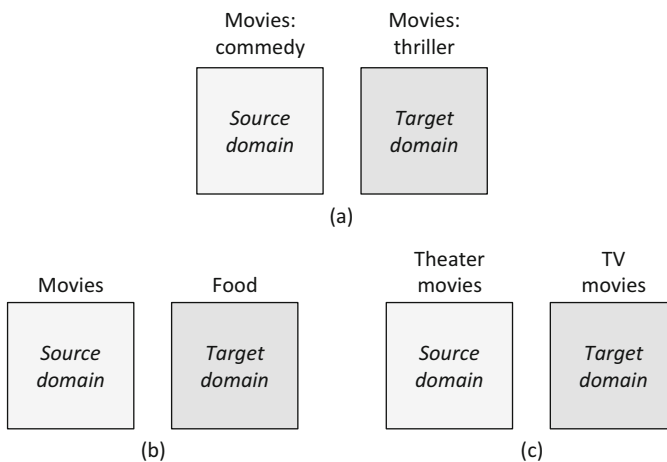 Movies:
commedy
Movies:
thriller
Source
domain
Target
domain
(a)
Movies
Food
Source
domain
Target
domain
(b)
Theater
movies
TV
movies
Source
domain
Target
domain
(c)